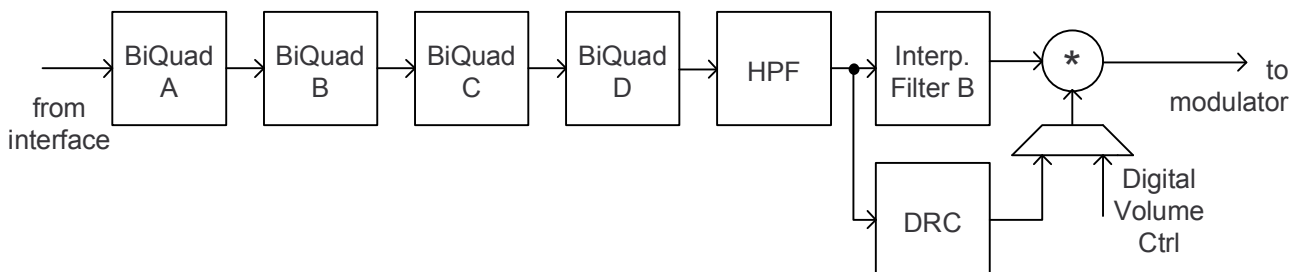 from
interface
BiQuad
A
BiQuad
B
BiQuad
C
BiQuad
D
HPF
Interp.
Filter B
*
to
modulator
DRC
Digital
Volume
Ctrl